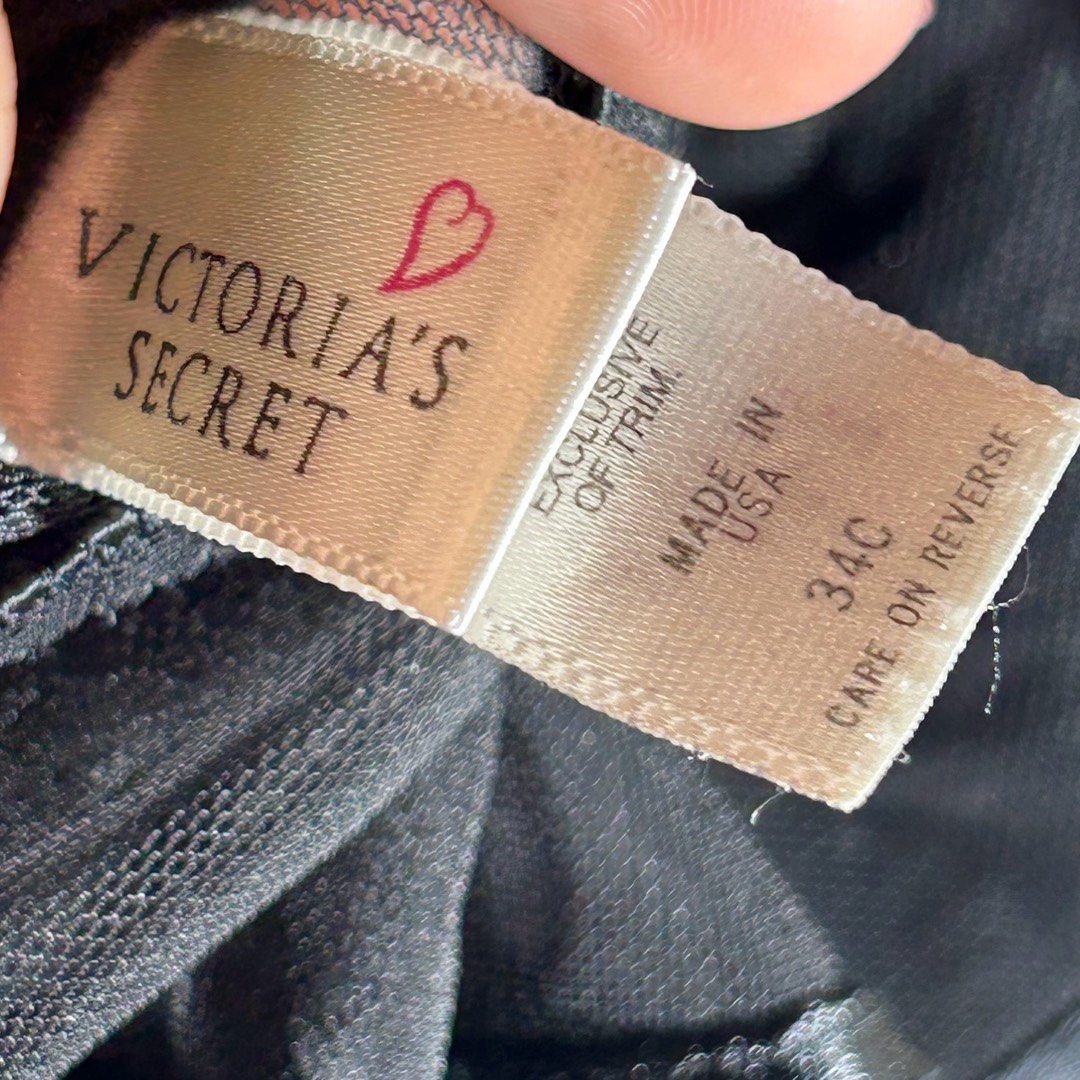 VICTORIA'S
SECRET
EXCLUSIVE
OF TRIM.
MADE IN
USA
34C
CARE ON REVERSE